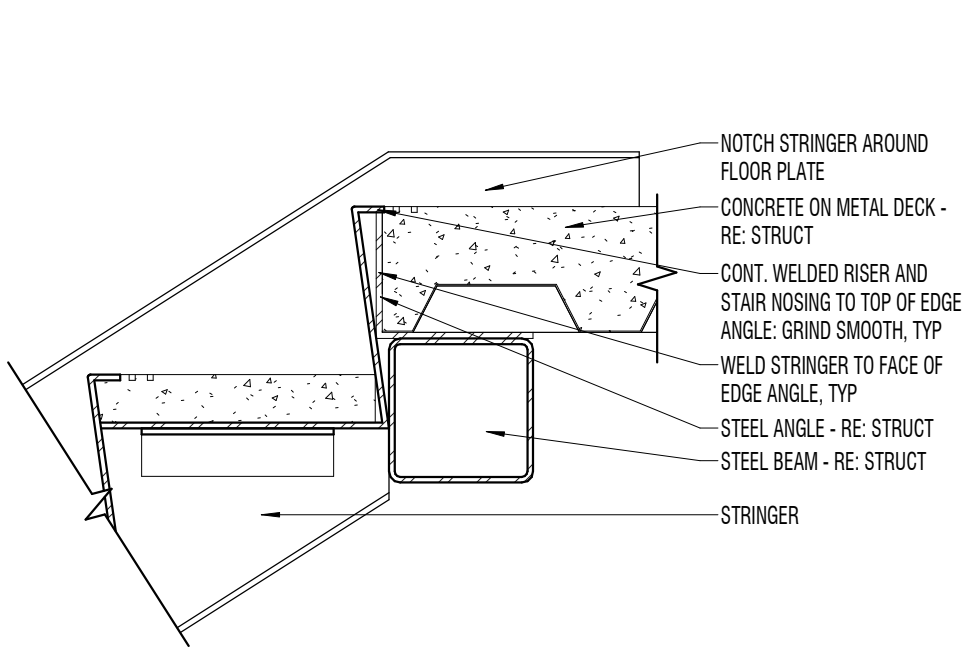 NOTCH STRINGER AROUND
FLOOR PLATE
CONCRETE ON METAL DECK -
RE: STRUCT
CONT. WELDED RISER AND
STAIR NOSING TO TOP OF EDGE
ANGLE: GRIND SMOOTH, TYP
WELD STRINGER TO FACE OF
EDGE ANGLE, TYP
STEEL ANGLE - RE: STRUCT
STEEL BEAM - RE: STRUCT
STRINGER